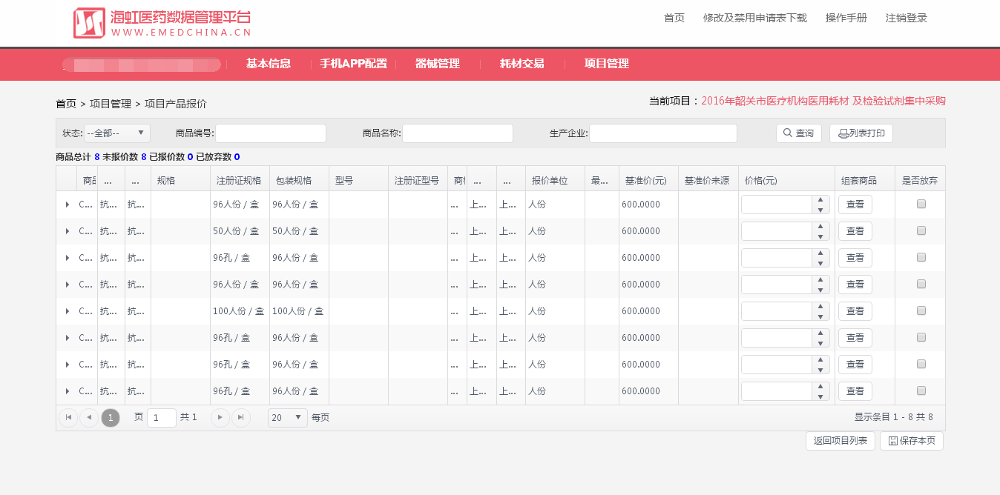 海虹医药数据管理平台
WWW.EMEDCHINA.CN
首页 修改及禁用申请表下载 操作手册 注销登录
基本信息 手机APP配置 器械管理 耗材交易 项目管理
首页 > 项目管理 > 项目产品报价
当前项目：2016年韶关市医疗机构医用耗材 及检验试剂集中采购
状态: --全部-- 商品编号: 商品名称: 生产企业: 查询 列表打印
商品总计 8 未报价数 8 已报价数 0 已放弃数 0
商品 ... ... 规格 注册证规格 包装规格 型号 注册证型号 商 ... ... 报价单位 最... 基准价(元) 基准价来源 价格(元) 组套商品 是否放弃
C... 抗... 抗... 96人份 / 盒 96人份 / 盒 ... 上... 上... 人份 600.0000 查看
C... 抗... 抗... 50人份 / 盒 50人份 / 盒 ... 上... 上... 人份 600.0000 查看
C... 抗... 抗... 96孔 / 盒 96人份 / 盒 ... 上... 上... 人份 600.0000 查看
C... 抗... 抗... 96人份 / 盒 96人份 / 盒 ... 上... 上... 人份 600.0000 查看
C... 抗... 抗... 100人份 / 盒 100人份 / 盒 ... 上... 上... 人份 600.0000 查看
C... 抗... 抗... 96孔 / 盒 96人份 / 盒 ... 上... 上... 人份 600.0000 查看
C... 抗... 抗... 96孔 / 盒 96人份 / 盒 ... 上... 上... 人份 600.0000 查看
C... 抗... 抗... 96孔 / 盒 96人份 / 盒 ... 上... 上... 人份 600.0000 查看
1 页 1 共 1 20 每页 显示条目 1 - 8 共 8
返回项目列表 保存本页